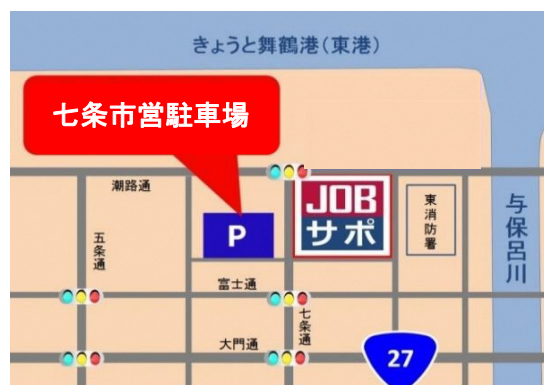 きょうと舞鶴港(東港)
七条市営駐車場
潮路通
JOB
サポ
東消防署
与保呂川
五条通
P
富士通
七条通
大門通
27